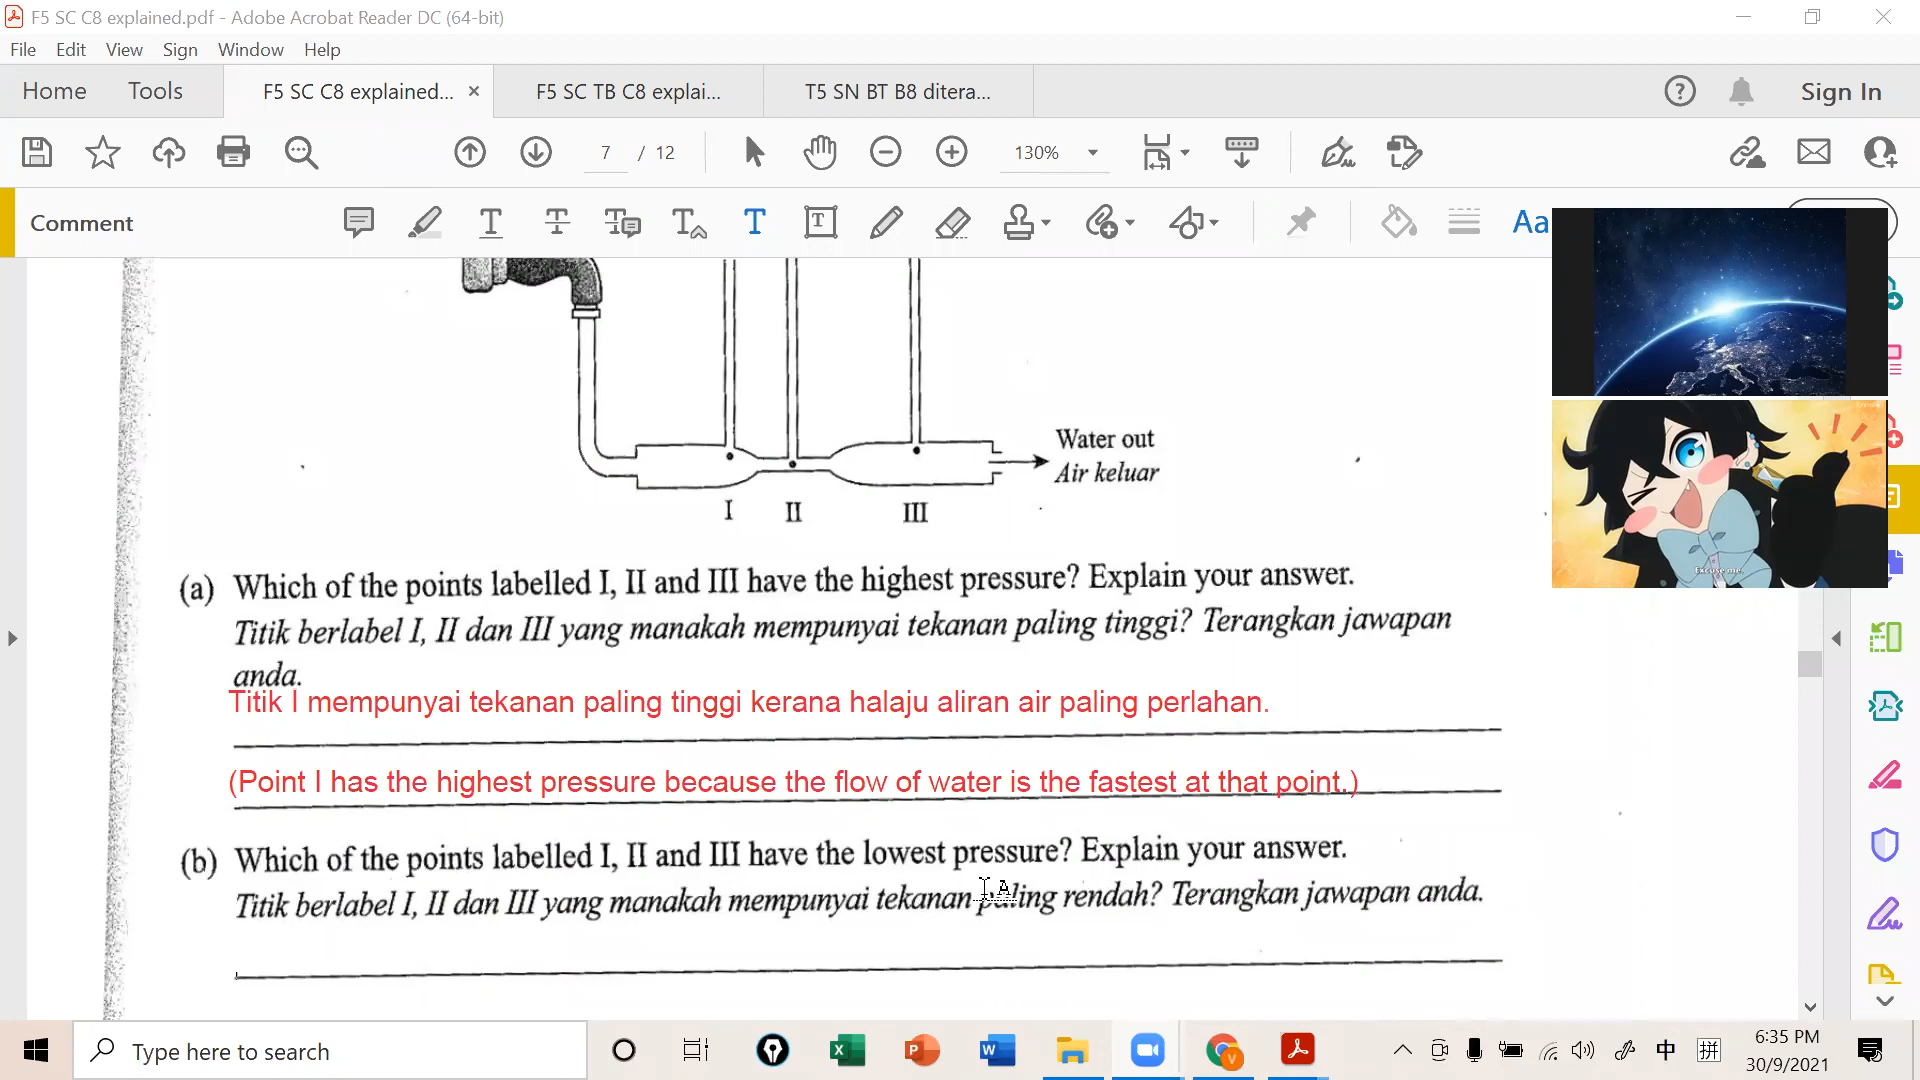 F5 SC C8 explained.pdf - Adobe Acrobat Reader DC (64-bit)
File Edit View Sign Window Help
Home Tools F5 SC C8 explained... × F5 SC TB C8 explai... T5 SN BT B8 ditera... Sign In
7 / 12 130%
Comment
Aa
Water out
Air keluar
I II III
Excuse me.
(a) Which of the points labelled I, II and III have the highest pressure? Explain your answer.
Titik berlabel I, II dan III yang manakah mempunyai tekanan paling tinggi? Terangkan jawapan
anda.
Titik I mempunyai tekanan paling tinggi kerana halaju aliran air paling perlahan.
(Point I has the highest pressure because the flow of water is the fastest at that point.)
(b) Which of the points labelled I, II and III have the lowest pressure? Explain your answer.
Titik berlabel I, II dan III yang manakah mempunyai tekanan paling rendah? Terangkan jawapan anda.
Type here to search
中 拼
6:35 PM
30/9/2021